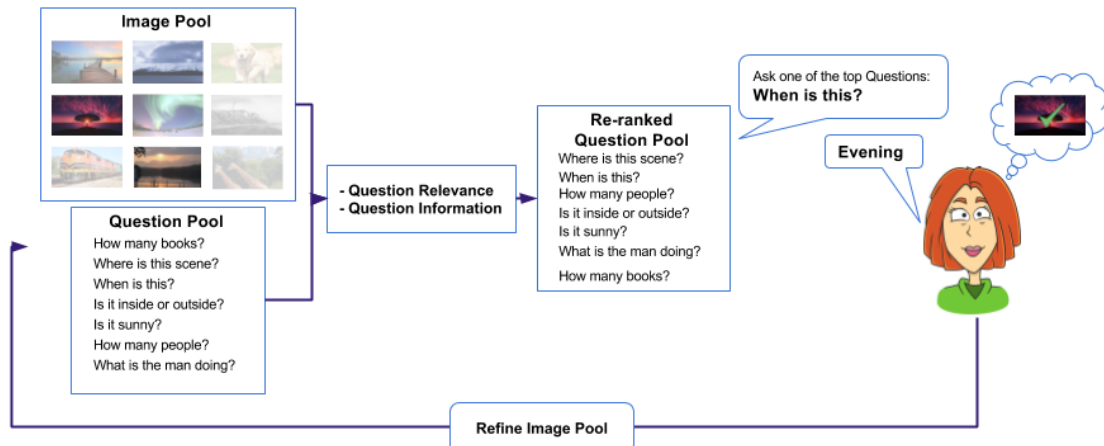 Image Pool
Question Pool
How many books?
Where is this scene?
When is this?
Is it inside or outside?
Is it sunny?
How many people?
What is the man doing?
- Question Relevance
- Question Information
Re-ranked
Question Pool
Where is this scene?
When is this?
How many people?
Is it inside or outside?
Is it sunny?
What is the man doing?
How many books?
Ask one of the top Questions:
When is this?
Evening
Refine Image Pool